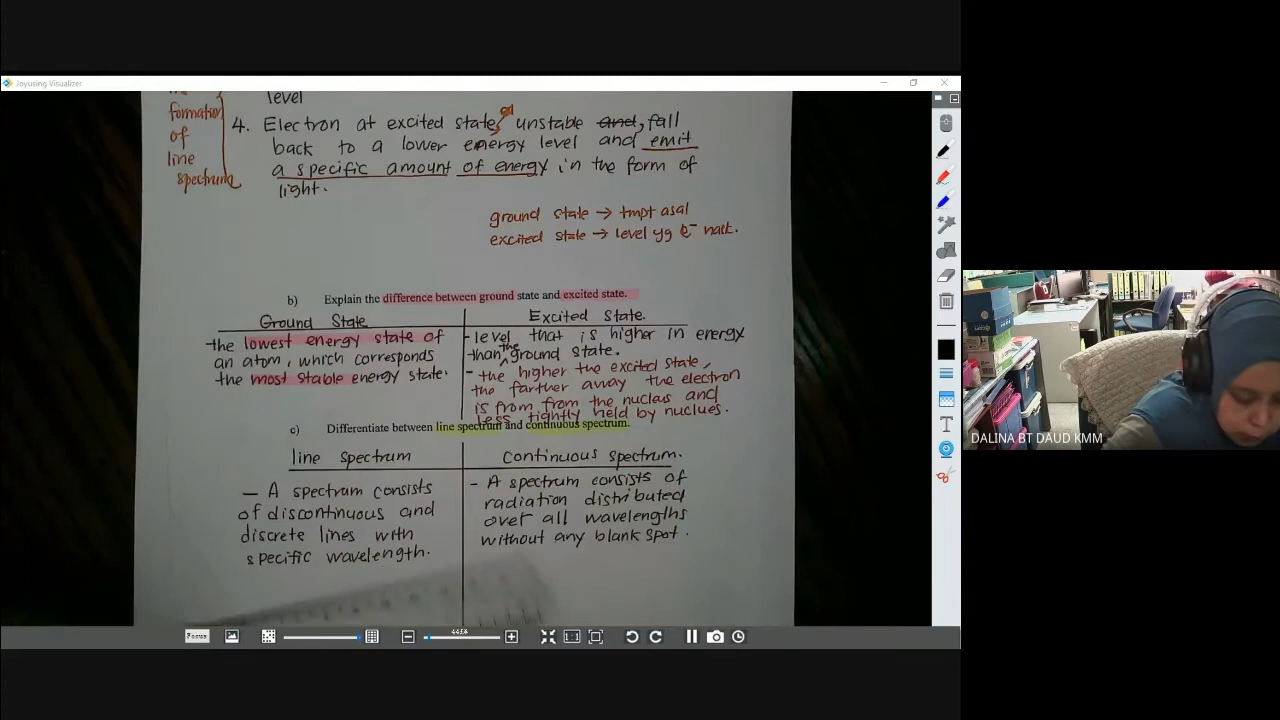 Joyusing Visualizer
level
formation
of
line
spectrum
4. Electron at excited state unstable and, fall
back to a lower energy level and emit
a specific amount of energy in the form of
light.
ground state → tmpt asal
excited state → level yg e⁻ naik.
b) Explain the difference between ground state and excited state.
Ground State
the lowest energy state of
an atom, which corresponds
the most stable energy state.
Excited State.
- level that is higher in energy
than the ground state.
- the higher the excited state,
the farther away the electron
is from from the nucleus and
less tightly held by nuclues.
c) Differentiate between line spectrum and continuous spectrum.
line spectrum
- A spectrum consists
of discontinuous and
discrete lines with
specific wavelength.
continuous spectrum.
- A spectrum consists of
radiation distributed
over all wavelengths
without any blank spot.
DALINA BT DAUD KMM
Focus
1:1
T